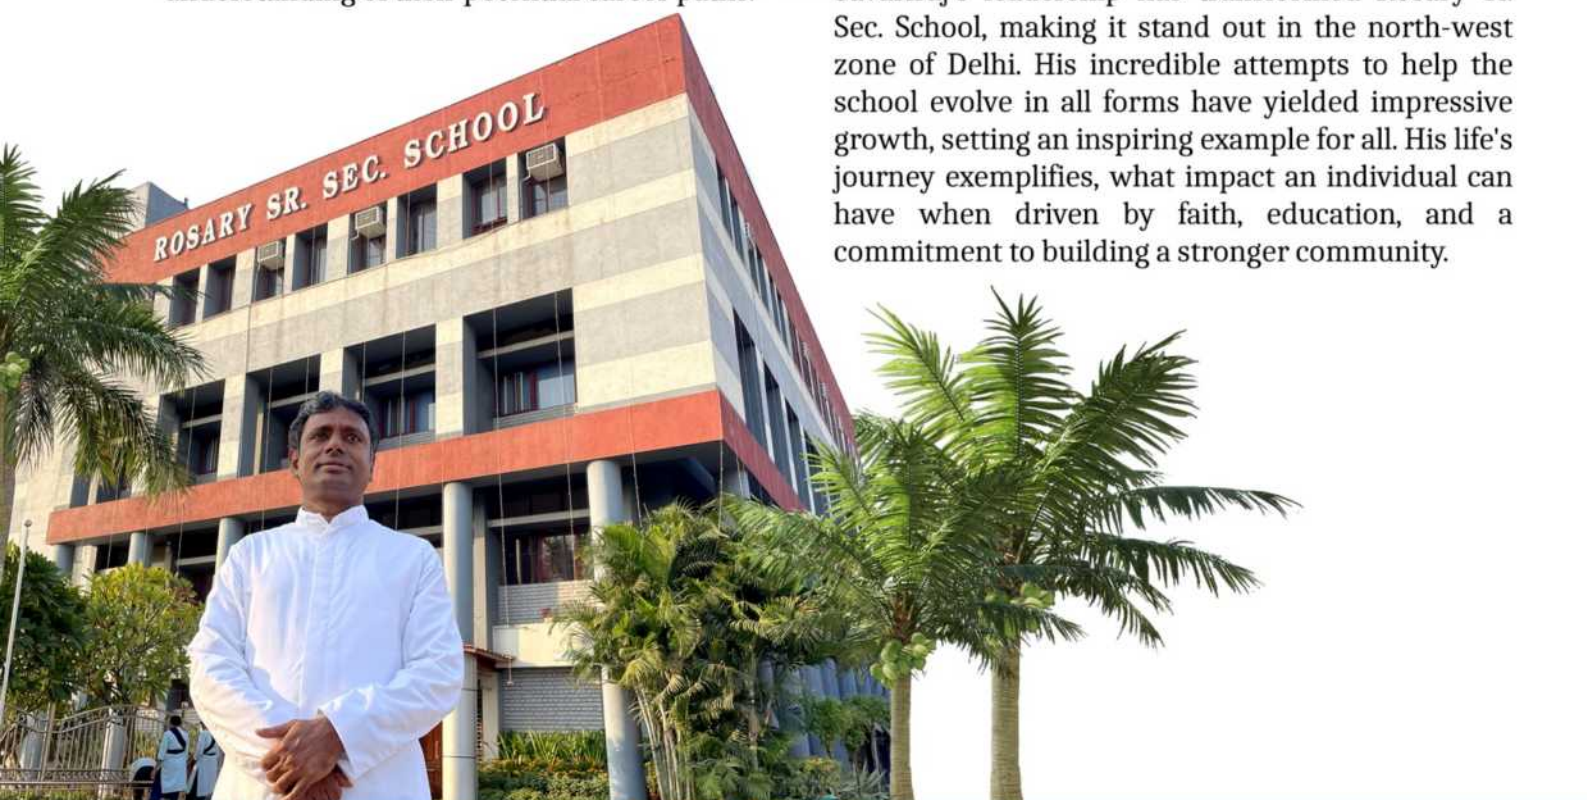 Sec. School, making it stand out in the north-west
zone of Delhi. His incredible attempts to help the
school evolve in all forms have yielded impressive
growth, setting an inspiring example for all. His life's
journey exemplifies, what impact an individual can
have when driven by faith, education, and a
commitment to building a stronger community.
ROSARY SR. SEC. SCHOOL